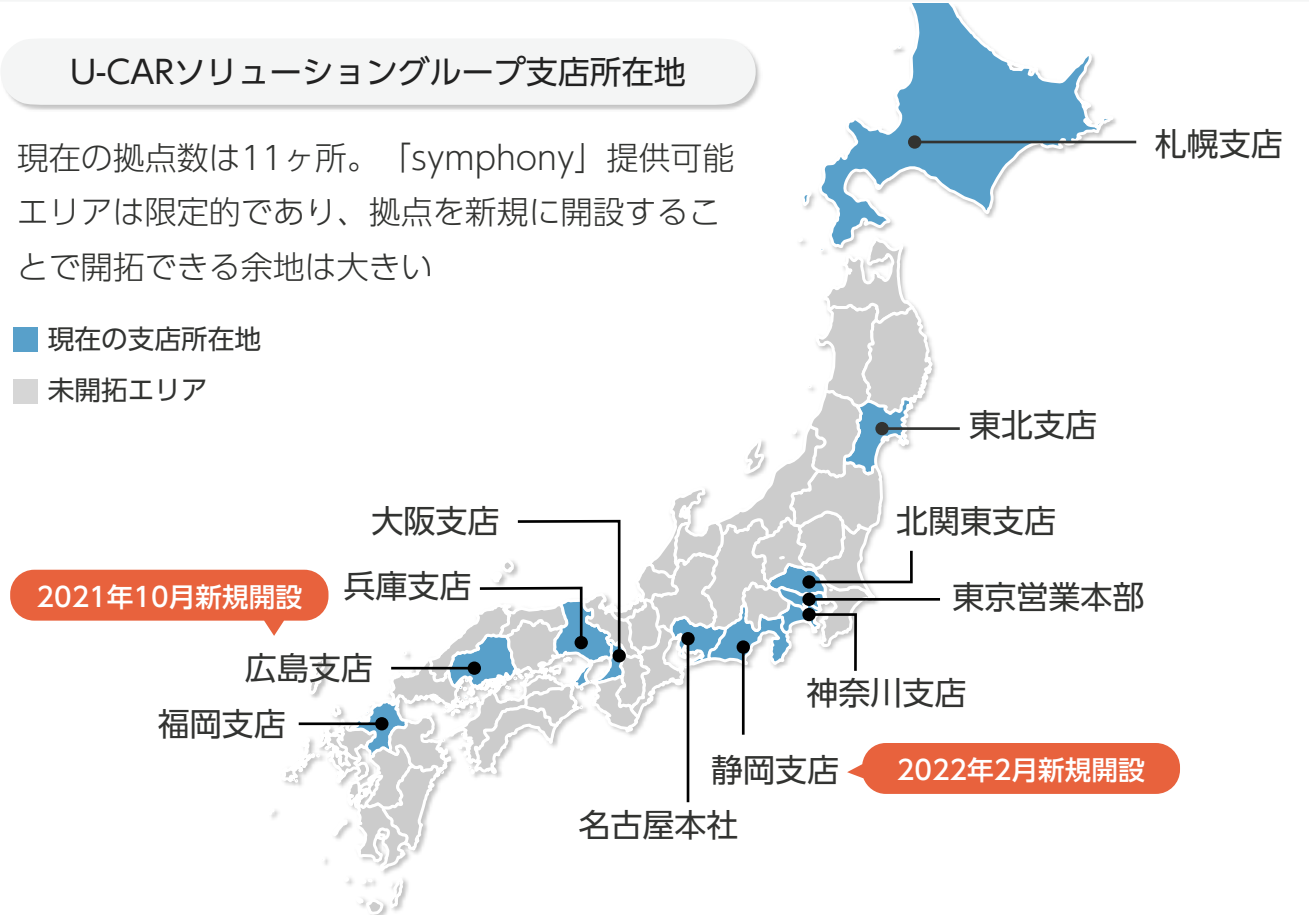 U-CARソリューショングループ支店所在地
現在の拠点数は11ヶ所。「symphony」提供可能
エリアは限定的であり、拠点を新規に開設するこ
とで開拓できる余地は大きい
現在の支店所在地
未開拓エリア
札幌支店
東北支店
大阪支店
北関東支店
兵庫支店
2021年10月新規開設
東京営業本部
広島支店
神奈川支店
福岡支店
静岡支店
2022年2月新規開設
名古屋本社